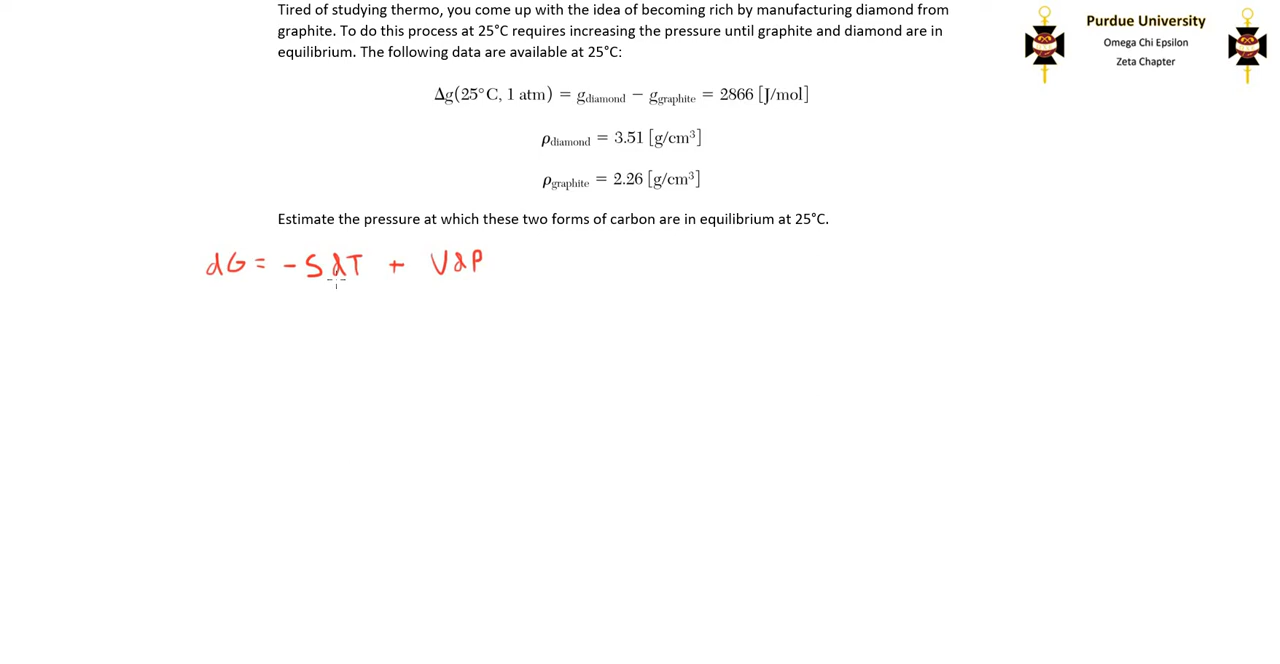 Tired of studying thermo, you come up with the idea of becoming rich by manufacturing diamond from
graphite. To do this process at 25°C requires increasing the pressure until graphite and diamond are in
equilibrium. The following data are available at 25°C:
Δg(25°C, 1 atm) = g_diamond − g_graphite = 2866 [J/mol]
ρ_diamond = 3.51 [g/cm³]
ρ_graphite = 2.26 [g/cm³]
Estimate the pressure at which these two forms of carbon are in equilibrium at 25°C.
dG = - S dT + V dP
Purdue University
Omega Chi Epsilon
Zeta Chapter